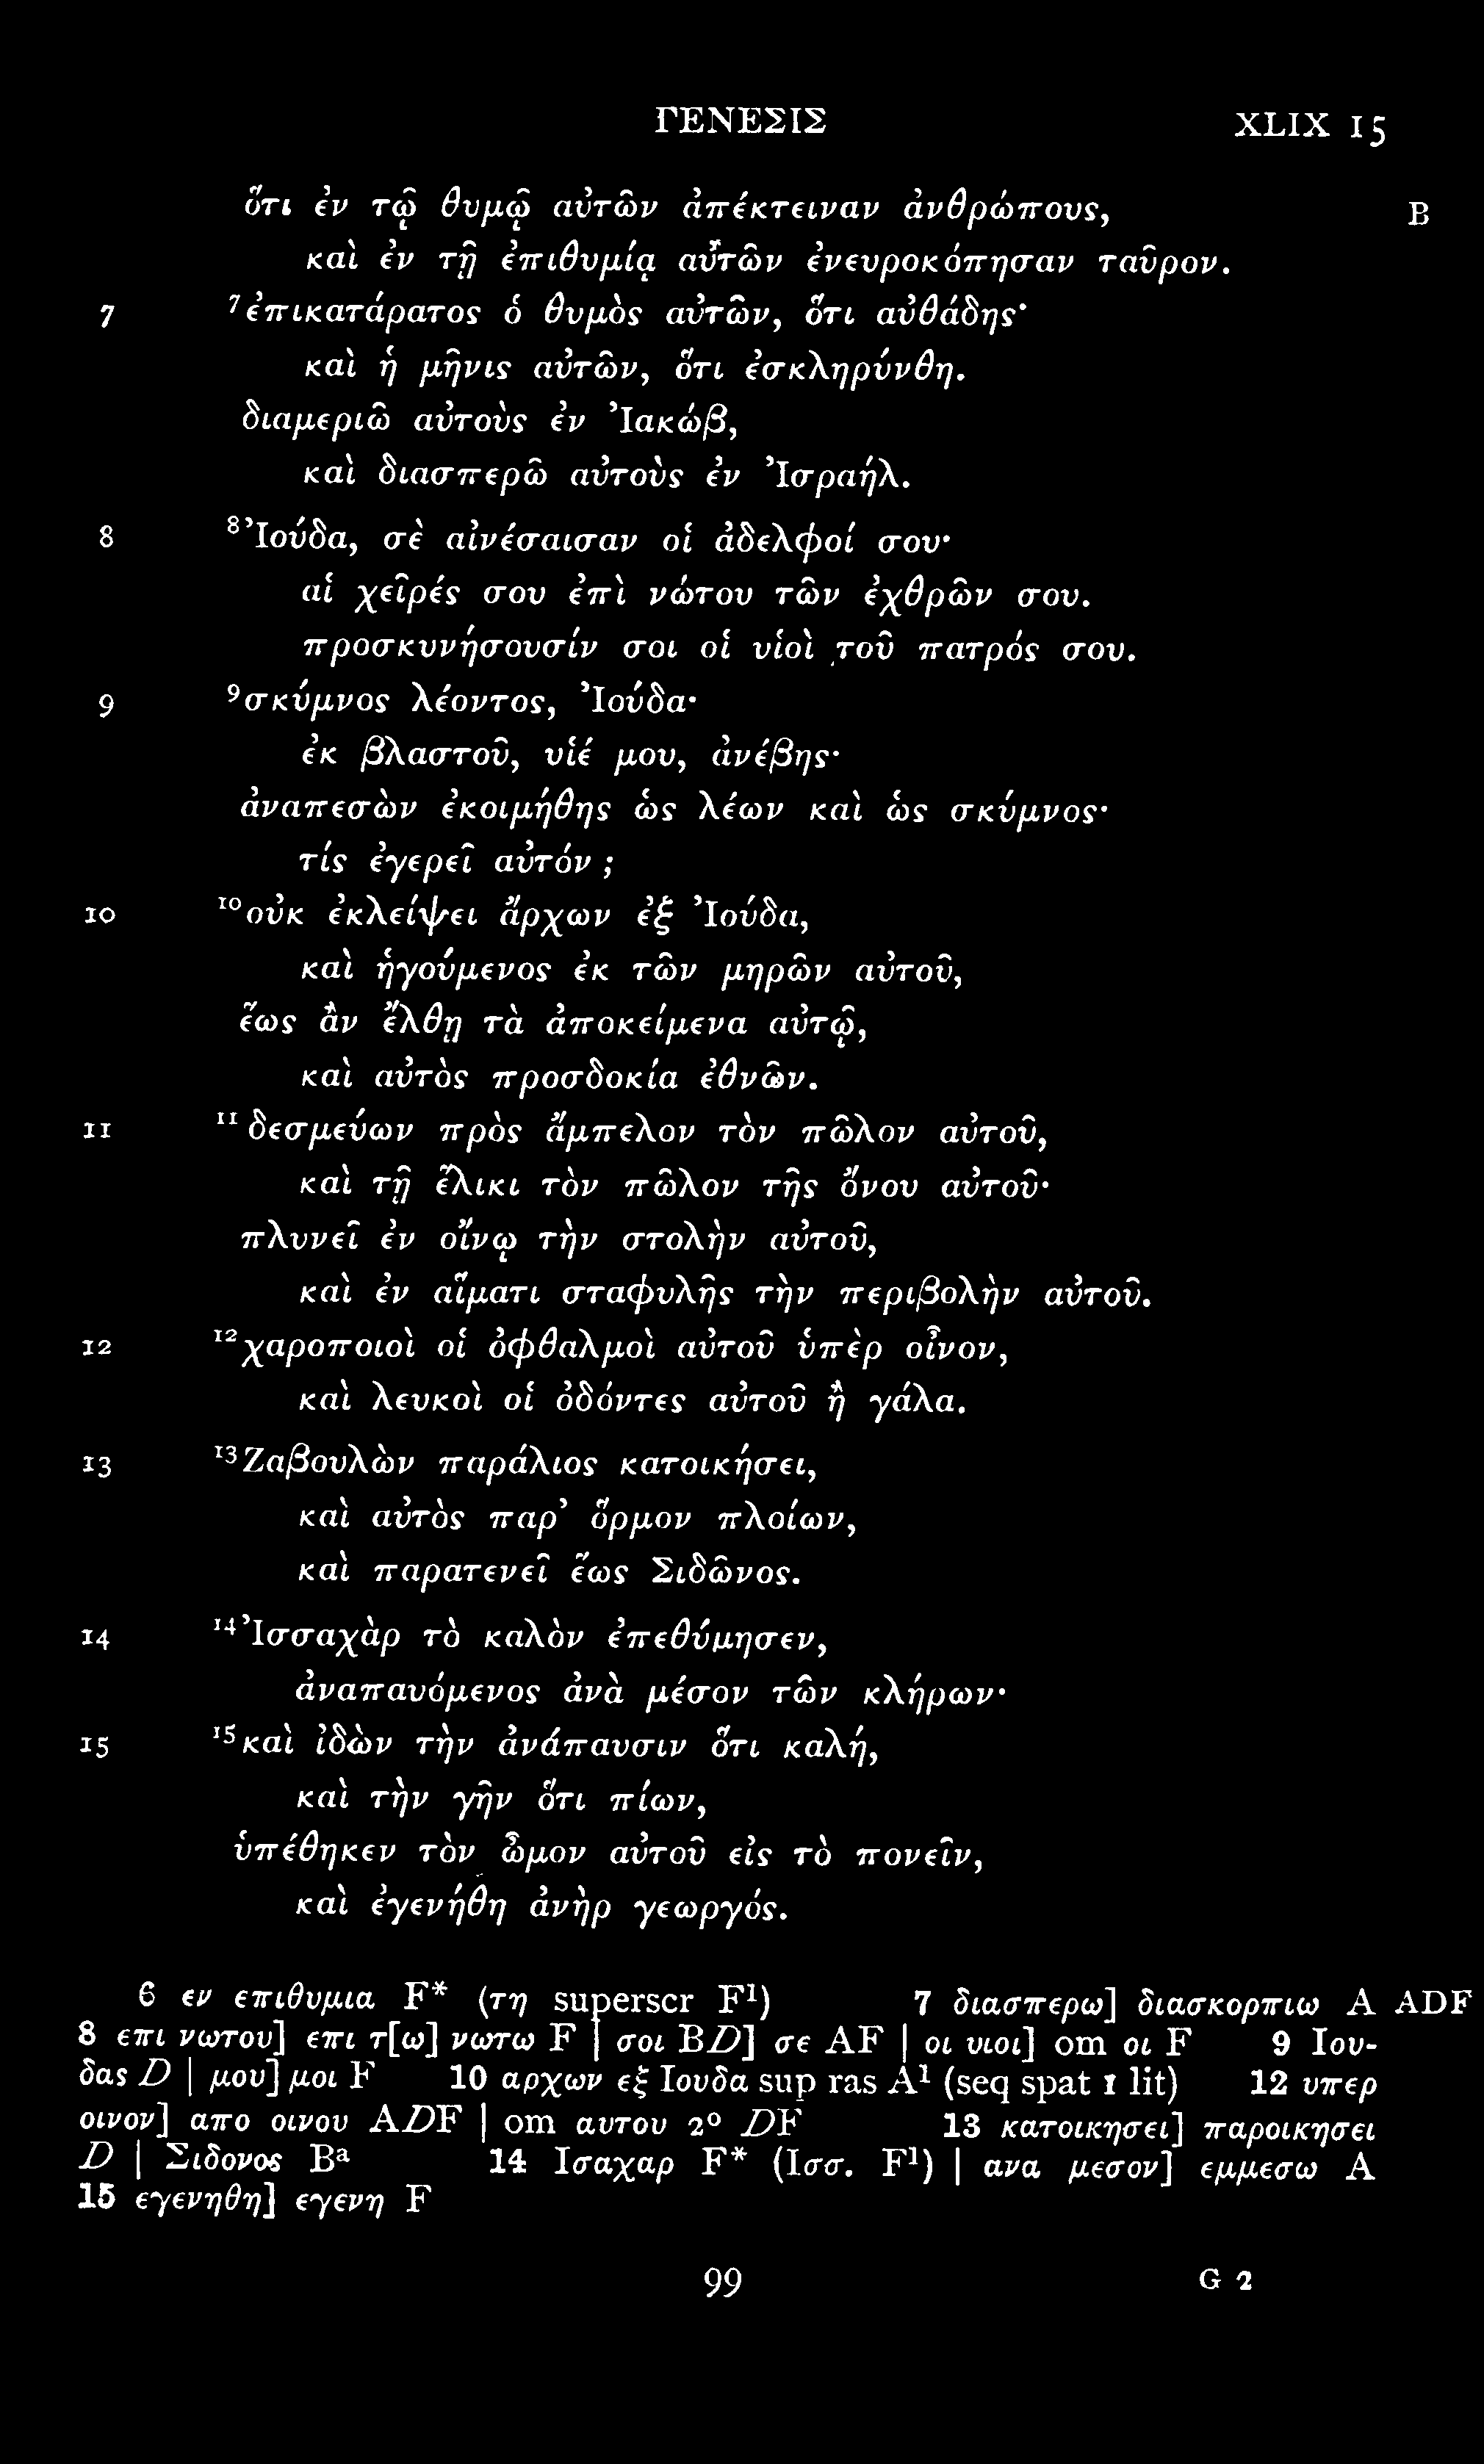 ΓΕΝΕΣΙΣ XLIX 15
ὅτι ἐν τῷ θυμῷ αὐτῶν ἀπέκτειναν ἀνθρώπους, B
καὶ ἐν τῇ ἐπιθυμίᾳ αὐτῶν ἐνευροκόπησαν ταῦρον.
7 ⁷ἐπικατάρατος ὁ θυμὸς αὐτῶν, ὅτι αὐθάδης·
καὶ ἡ μῆνις αὐτῶν, ὅτι ἐσκληρύνθη.
διαμεριῶ αὐτοὺς ἐν Ἰακώβ,
καὶ διασπερῶ αὐτοὺς ἐν Ἰσραήλ.
8 ⁸Ἰούδα, σὲ αἰνέσαισαν οἱ ἀδελφοί σου·
αἱ χεῖρές σου ἐπὶ νώτου τῶν ἐχθρῶν σου.
προσκυνήσουσίν σοι οἱ υἱοὶ τοῦ πατρός σου.
9 ⁹σκύμνος λέοντος, Ἰούδα·
ἐκ βλαστοῦ, υἱέ μου, ἀνέβης·
ἀναπεσὼν ἐκοιμήθης ὡς λέων καὶ ὡς σκύμνος·
τίς ἐγερεῖ αὐτόν ;
10 ¹⁰οὐκ ἐκλείψει ἄρχων ἐξ Ἰούδα,
καὶ ἡγούμενος ἐκ τῶν μηρῶν αὐτοῦ,
ἕως ἂν ἔλθῃ τὰ ἀποκείμενα αὐτῷ,
καὶ αὐτὸς προσδοκία ἐθνῶν.
11 ¹¹δεσμεύων πρὸς ἄμπελον τὸν πῶλον αὐτοῦ,
καὶ τῇ ἕλικι τὸν πῶλον τῆς ὄνου αὐτοῦ·
πλυνεῖ ἐν οἴνῳ τὴν στολὴν αὐτοῦ,
καὶ ἐν αἵματι σταφυλῆς τὴν περιβολὴν αὐτοῦ.
12 ¹²χαροποιοὶ οἱ ὀφθαλμοὶ αὐτοῦ ὑπὲρ οἶνον,
καὶ λευκοὶ οἱ ὀδόντες αὐτοῦ ἢ γάλα.
13 ¹³Ζαβουλὼν παράλιος κατοικήσει,
καὶ αὐτὸς παρ’ ὅρμον πλοίων,
καὶ παρατενεῖ ἕως Σιδῶνος.
14 ¹⁴Ἰσσαχὰρ τὸ καλὸν ἐπεθύμησεν,
ἀναπαυόμενος ἀνὰ μέσον τῶν κλήρων·
15 ¹⁵καὶ ἰδὼν τὴν ἀνάπαυσιν ὅτι καλή,
καὶ τὴν γῆν ὅτι πίων,
ὑπέθηκεν τὸν ὦμον αὐτοῦ εἰς τὸ πονεῖν,
καὶ ἐγενήθη ἀνὴρ γεωργός.
6 εν επιθυμια F* (τη superscr F¹) 7 διασπερω] διασκορπιω A ADF
8 επι νωτου] επι τ[ω] νωτω F | σοι BD] σε AF | οι υιοι] om οι F 9 Ιου-
δας D | μου] μοι F 10 αρχων εξ Ιουδα sup ras A¹ (seq spat 1 lit) 12 υπερ
οινον] απο οινου ADF | om αυτου 2° DF 13 κατοικησει] παροικησει
D | Σιδονος Bᵃ 14 Ισαχαρ F* (Ισσ. F¹) | ανα μεσον] εμμεσω A
15 εγενηθη] εγενη F
99 G 2